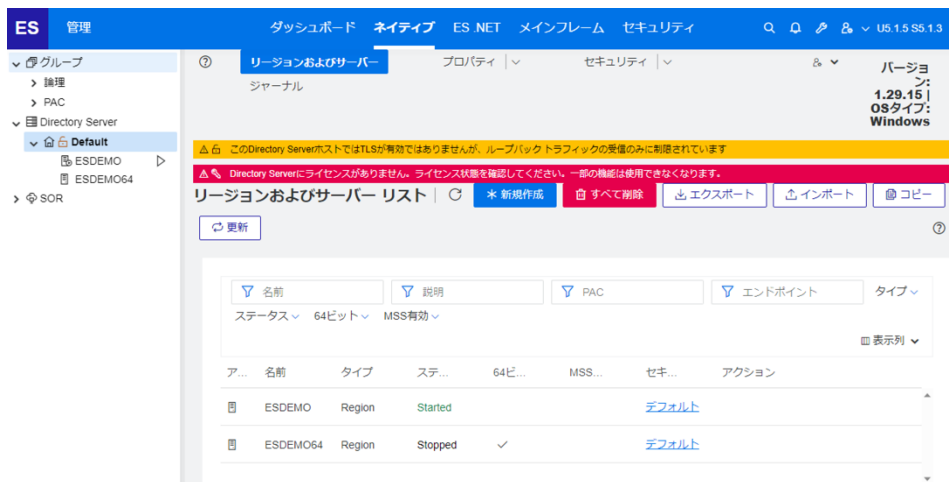 ES 管理 ダッシュボード ネイティブ ES .NET メインフレーム セキュリティ U5.1.5 S5.1.3
グループ
論理
PAC
Directory Server
Default
ESDEMO
ESDEMO64
SOR
リージョンおよびサーバー プロパティ セキュリティ
ジャーナル
バージョン:
1.29.15 |
OSタイプ:
Windows
このDirectory ServerホストではTLSが有効ではありませんが、ループバック トラフィックの受信のみに制限されています
Directory Serverにライセンスがありません。ライセンス状態を確認してください。一部の機能は使用できなくなります。
リージョンおよびサーバー リスト 新規作成 すべて削除 エクスポート インポート コピー
更新
名前 説明 PAC エンドポイント タイプ
ステータス 64ビット MSS有効
表示列
ア... 名前 タイプ ステ... 64ビ... MSS... セキ... アクション
ESDEMO Region Started デフォルト
ESDEMO64 Region Stopped デフォルト